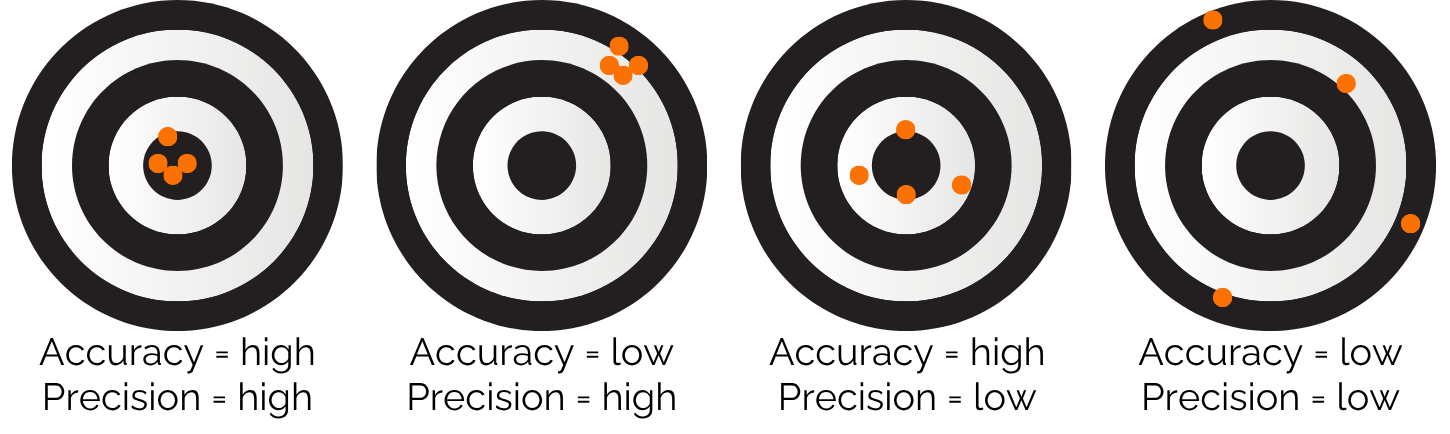 Accuracy = high
Precision = high
Accuracy = low
Precision = high
Accuracy = high
Precision = low
Accuracy = low
Precision = low